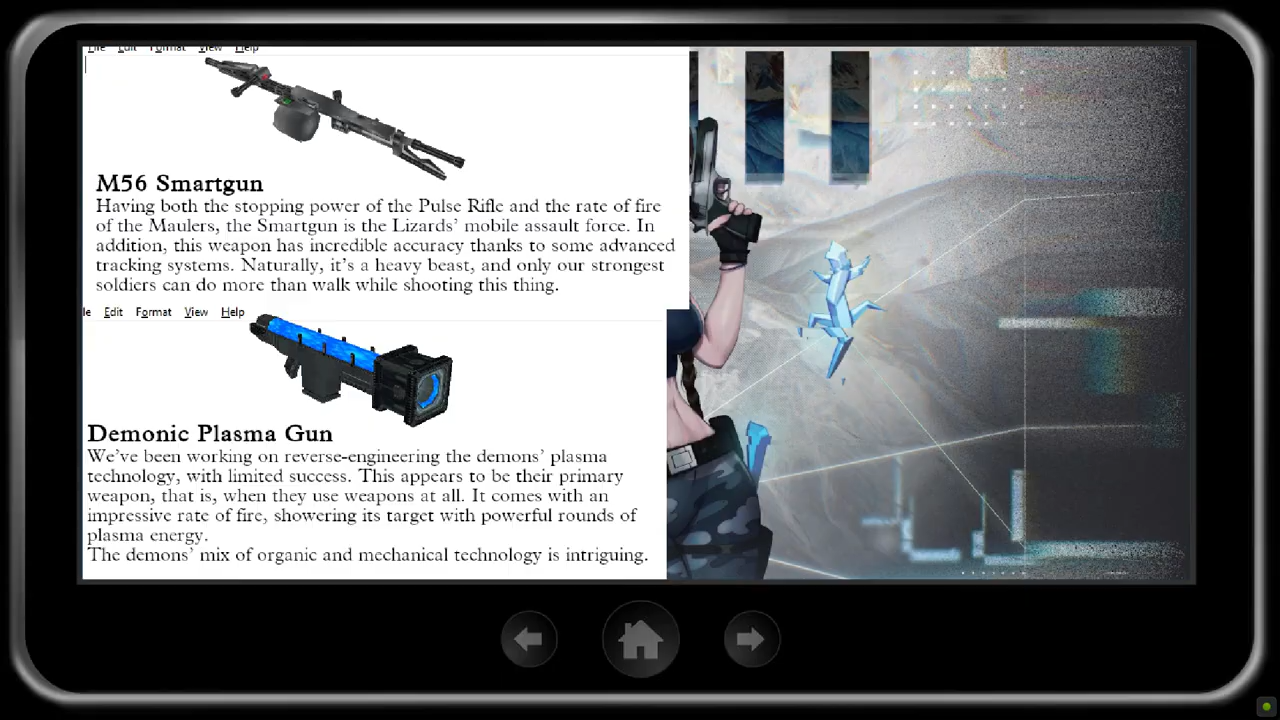 File Edit Format View Help
M56 Smartgun
Having both the stopping power of the Pulse Rifle and the rate of fire
of the Maulers, the Smartgun is the Lizards’ mobile assault force. In
addition, this weapon has incredible accuracy thanks to some advanced
tracking systems. Naturally, it’s a heavy beast, and only our strongest
soldiers can do more than walk while shooting this thing.
le Edit Format View Help
Demonic Plasma Gun
We’ve been working on reverse-engineering the demons’ plasma
technology, with limited success. This appears to be their primary
weapon, that is, when they use weapons at all. It comes with an
impressive rate of fire, showering its target with powerful rounds of
plasma energy.
The demons’ mix of organic and mechanical technology is intriguing.